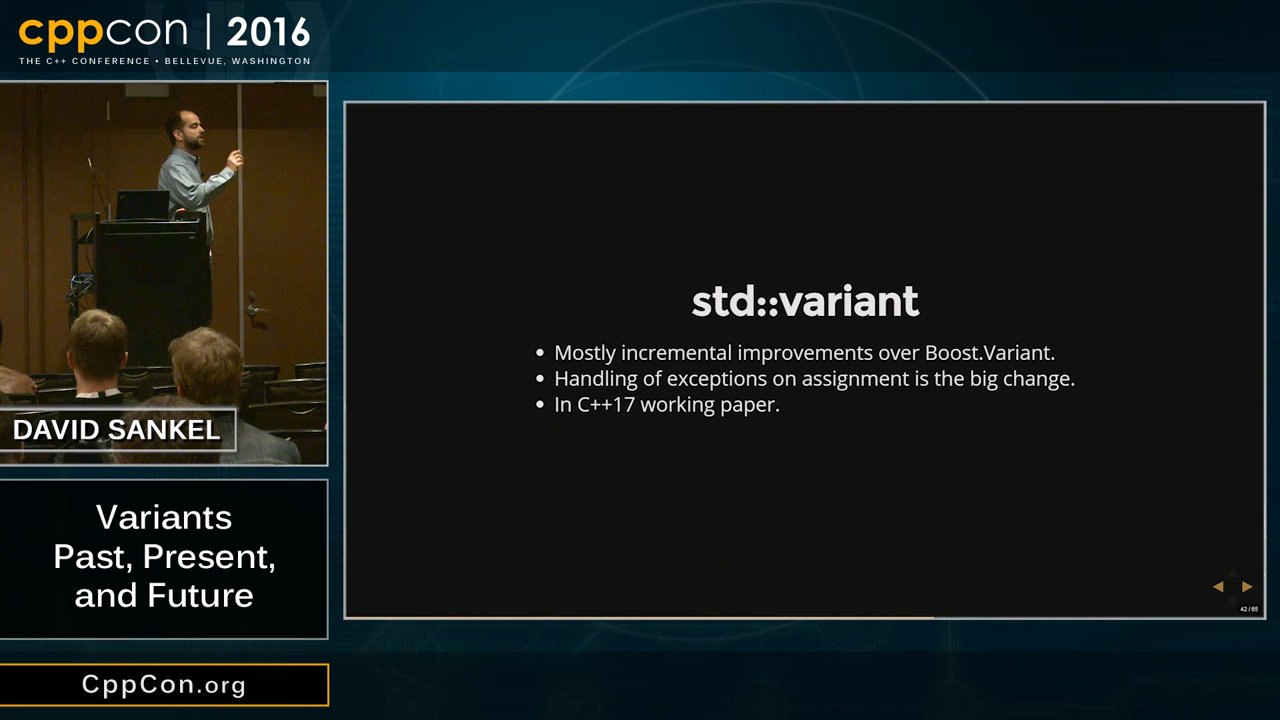 cppcon | 2016
THE C++ CONFERENCE • BELLEVUE, WASHINGTON
DAVID SANKEL
Variants
Past, Present,
and Future
CppCon.org
std::variant
• Mostly incremental improvements over Boost.Variant.
• Handling of exceptions on assignment is the big change.
• In C++17 working paper.
42 / 65